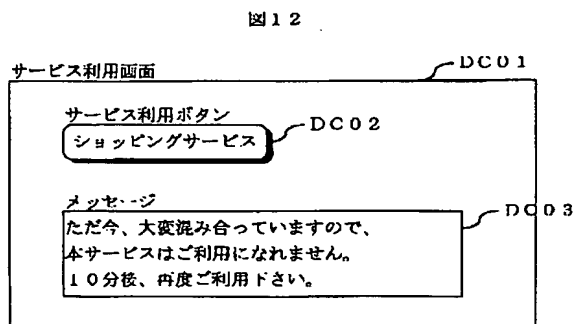 図12
DC01
サービス利用画面
サービス利用ボタン
DC02
ショッピングサービス
メッセージ
DC03
ただ今、大変混み合っていますので、
本サービスはご利用になれません。
10分後、再度ご利用下さい。